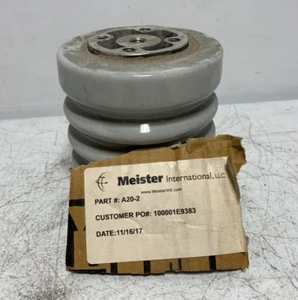 Meister International, LLC
www.MeisterIntl.com
PART #: A20-2
CUSTOMER PO#: 100001E9383
DATE:11/16/17